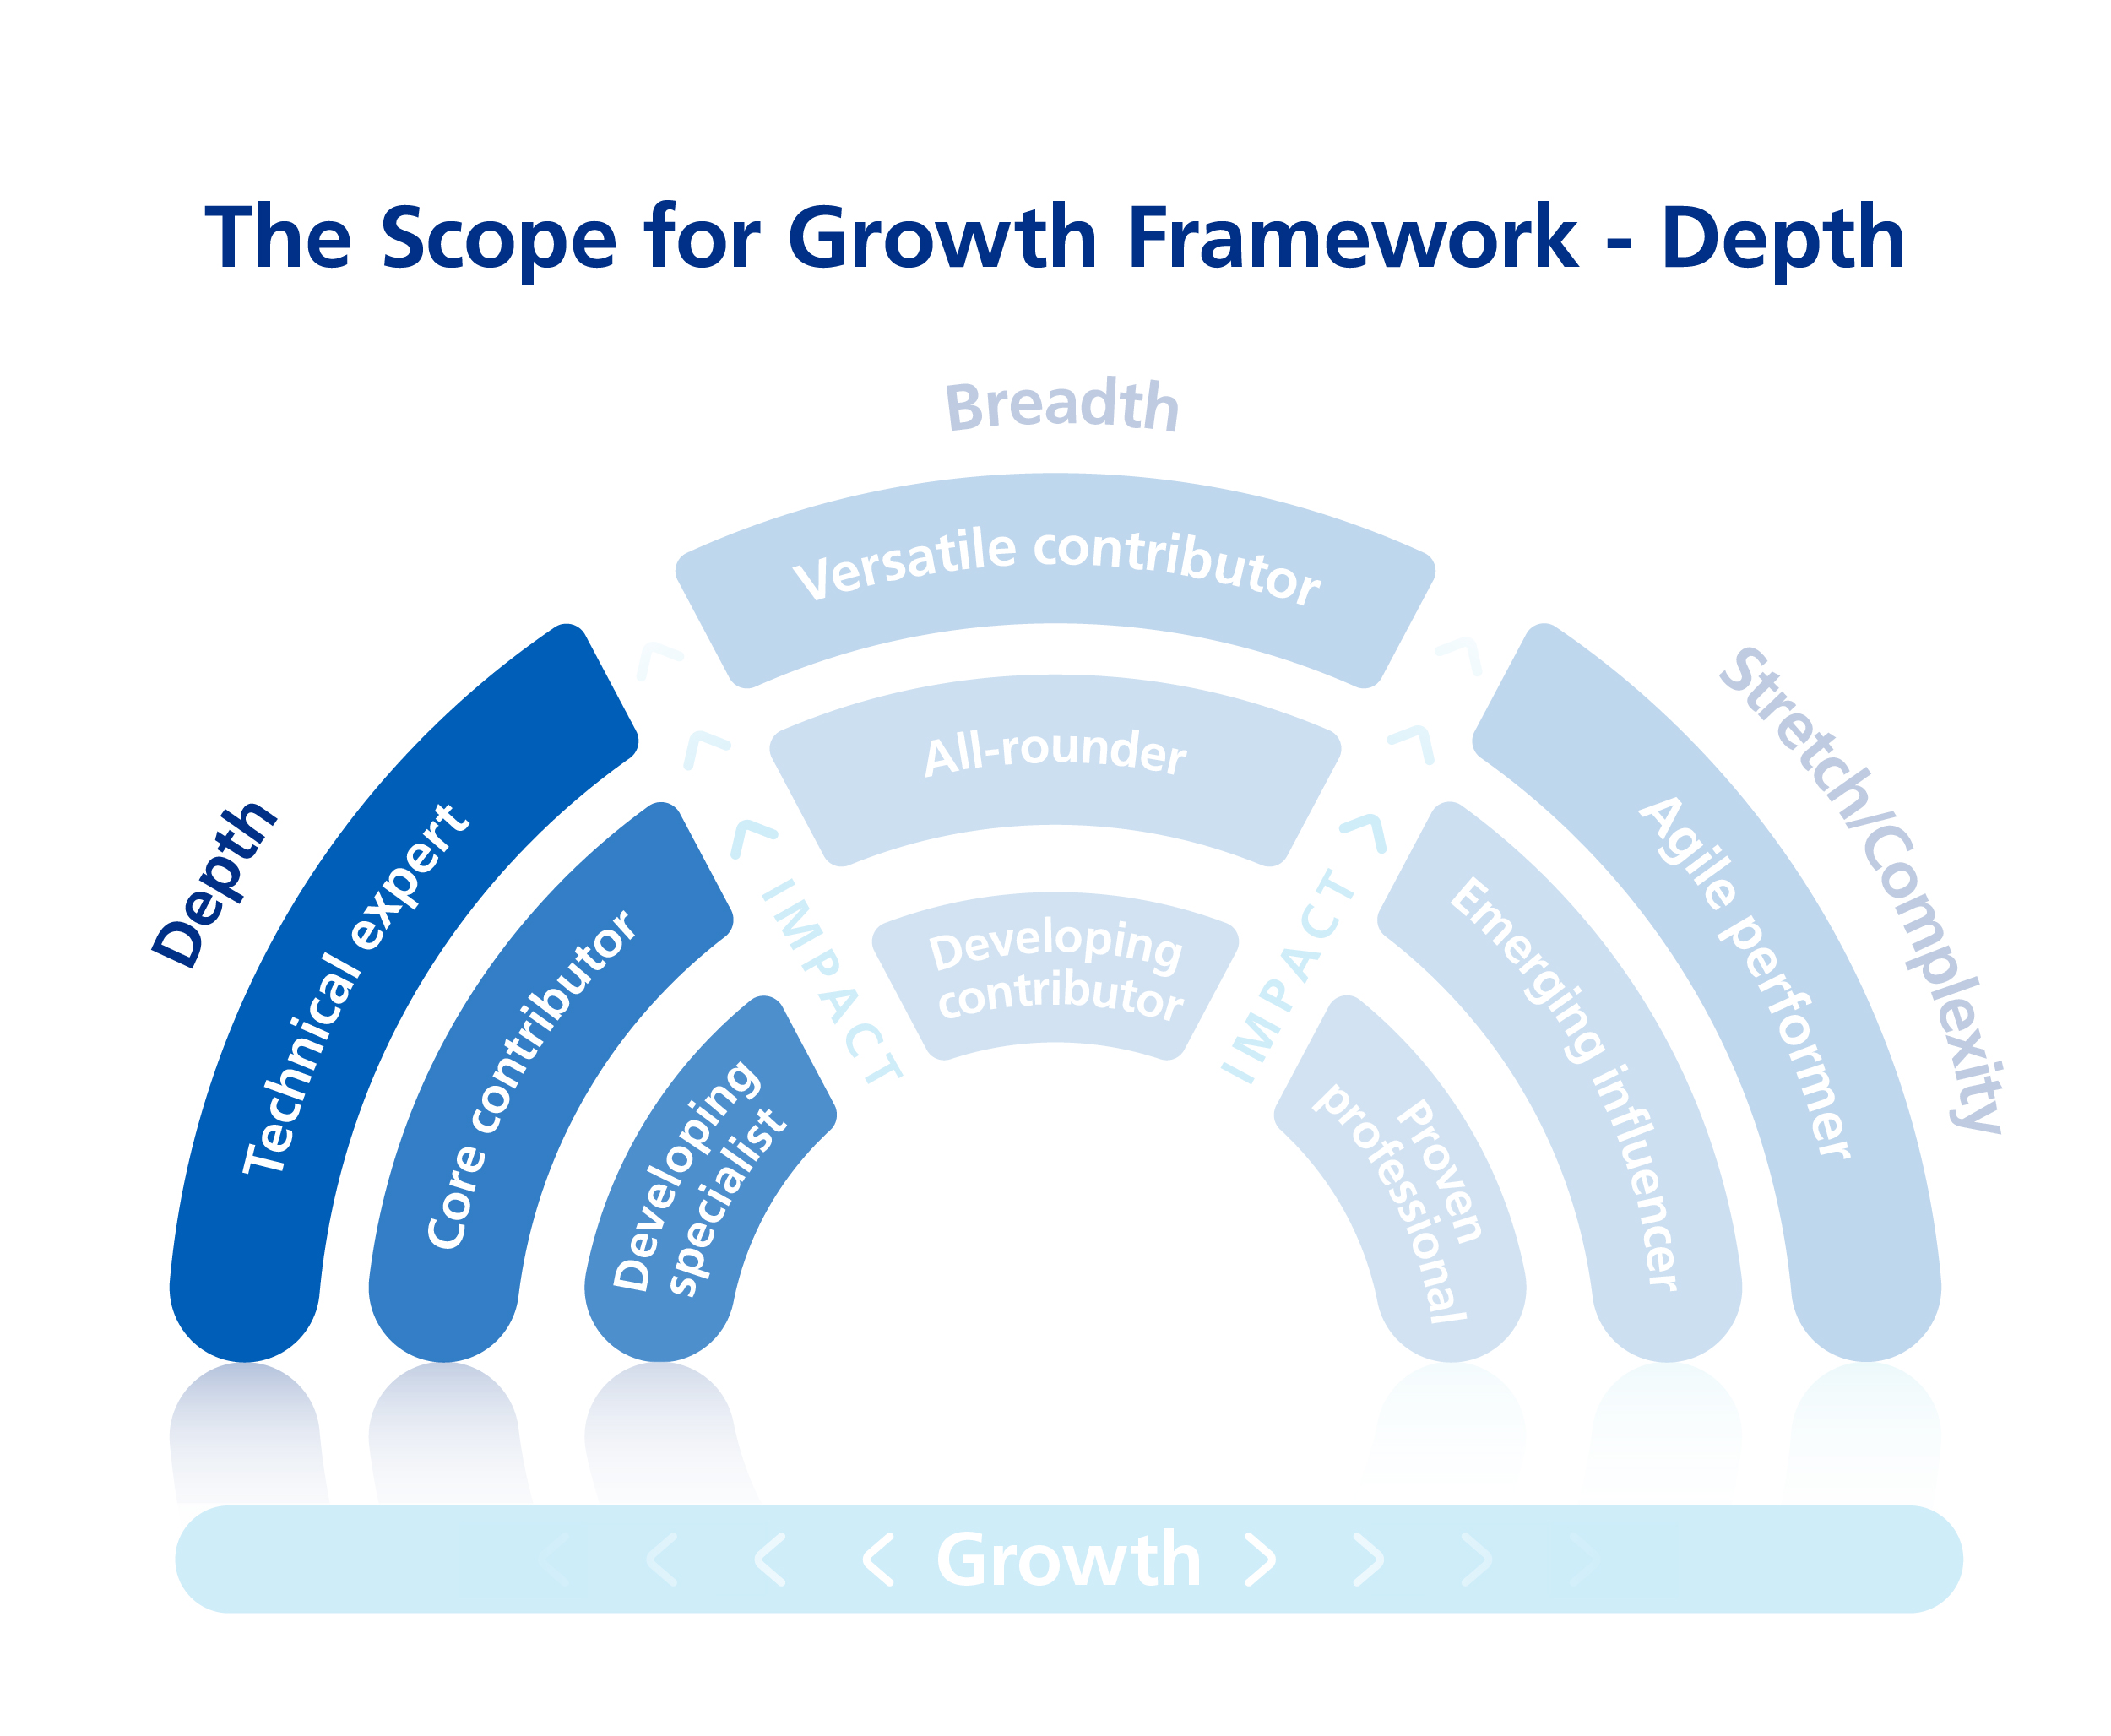 The Scope for Growth Framework - Depth
Breadth
Depth
Stretch/Complexity
Versatile contributor
All-rounder
Developing
contributor
Technical expert
Core contributor
Developing
specialist
IMPACT
IMPACT
Agile performer
Emerging influencer
Proven
professional
Growth